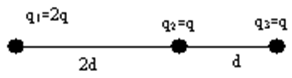 q₁=2q
q₂=q
q₃=q
2d
d